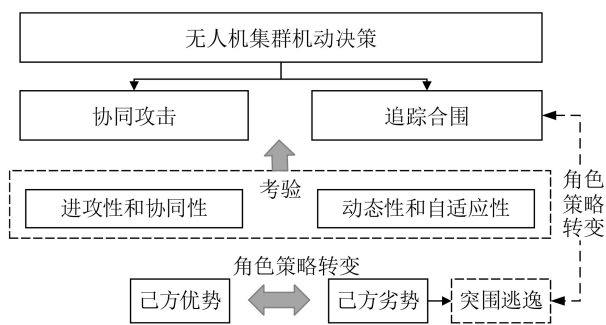 无人机集群机动决策
协同攻击
追踪合围
考验
进攻性和协同性
动态性和自适应性
角色
策略
转变
角色策略转变
己方优势
己方劣势
突围逃逸